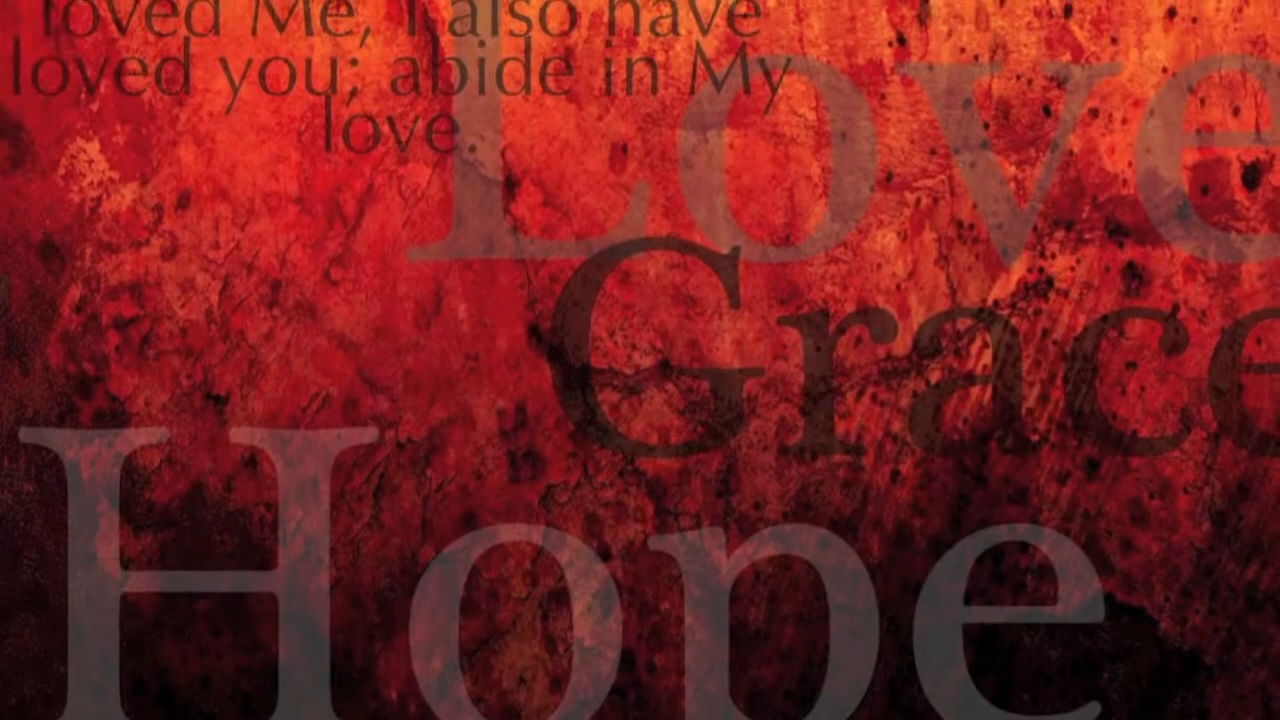 loved Me, I also have
loved you; abide in My
love.
Love
Grace
Hope